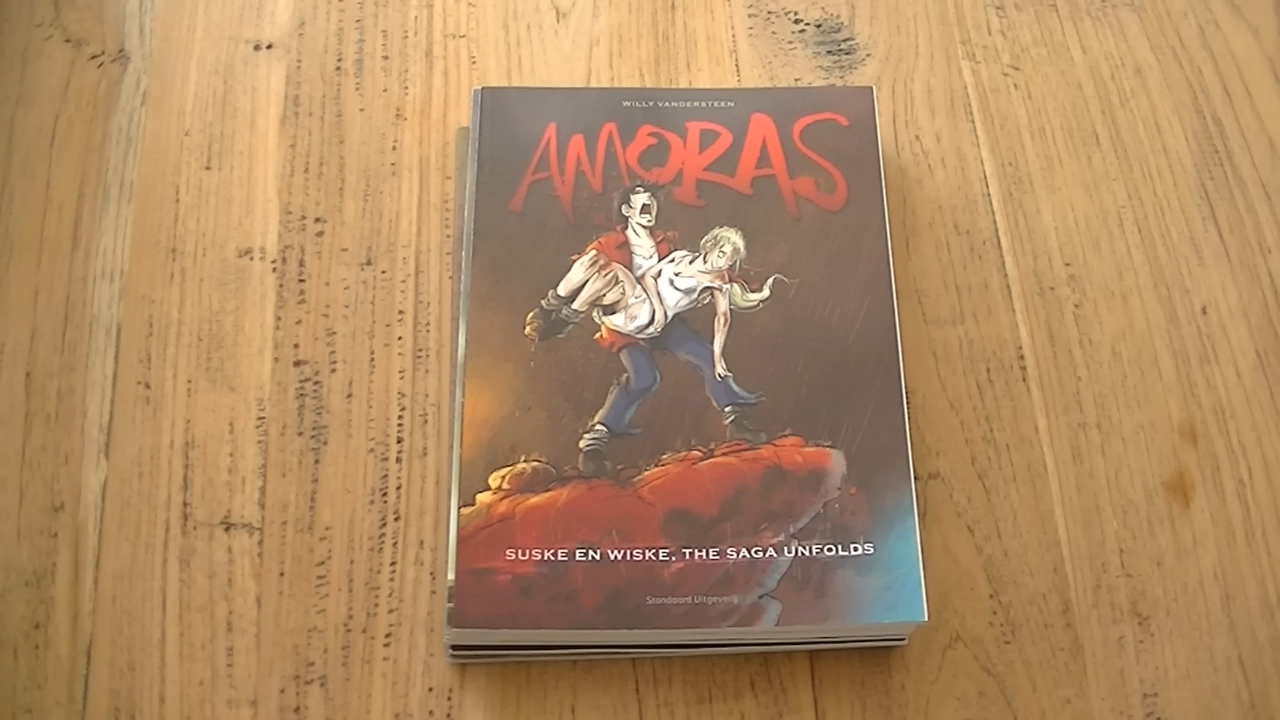 WILLY VANDERSTEEN
AMORAS
SUSKE EN WISKE, THE SAGA UNFOLDS
Standaard Uitgeverij